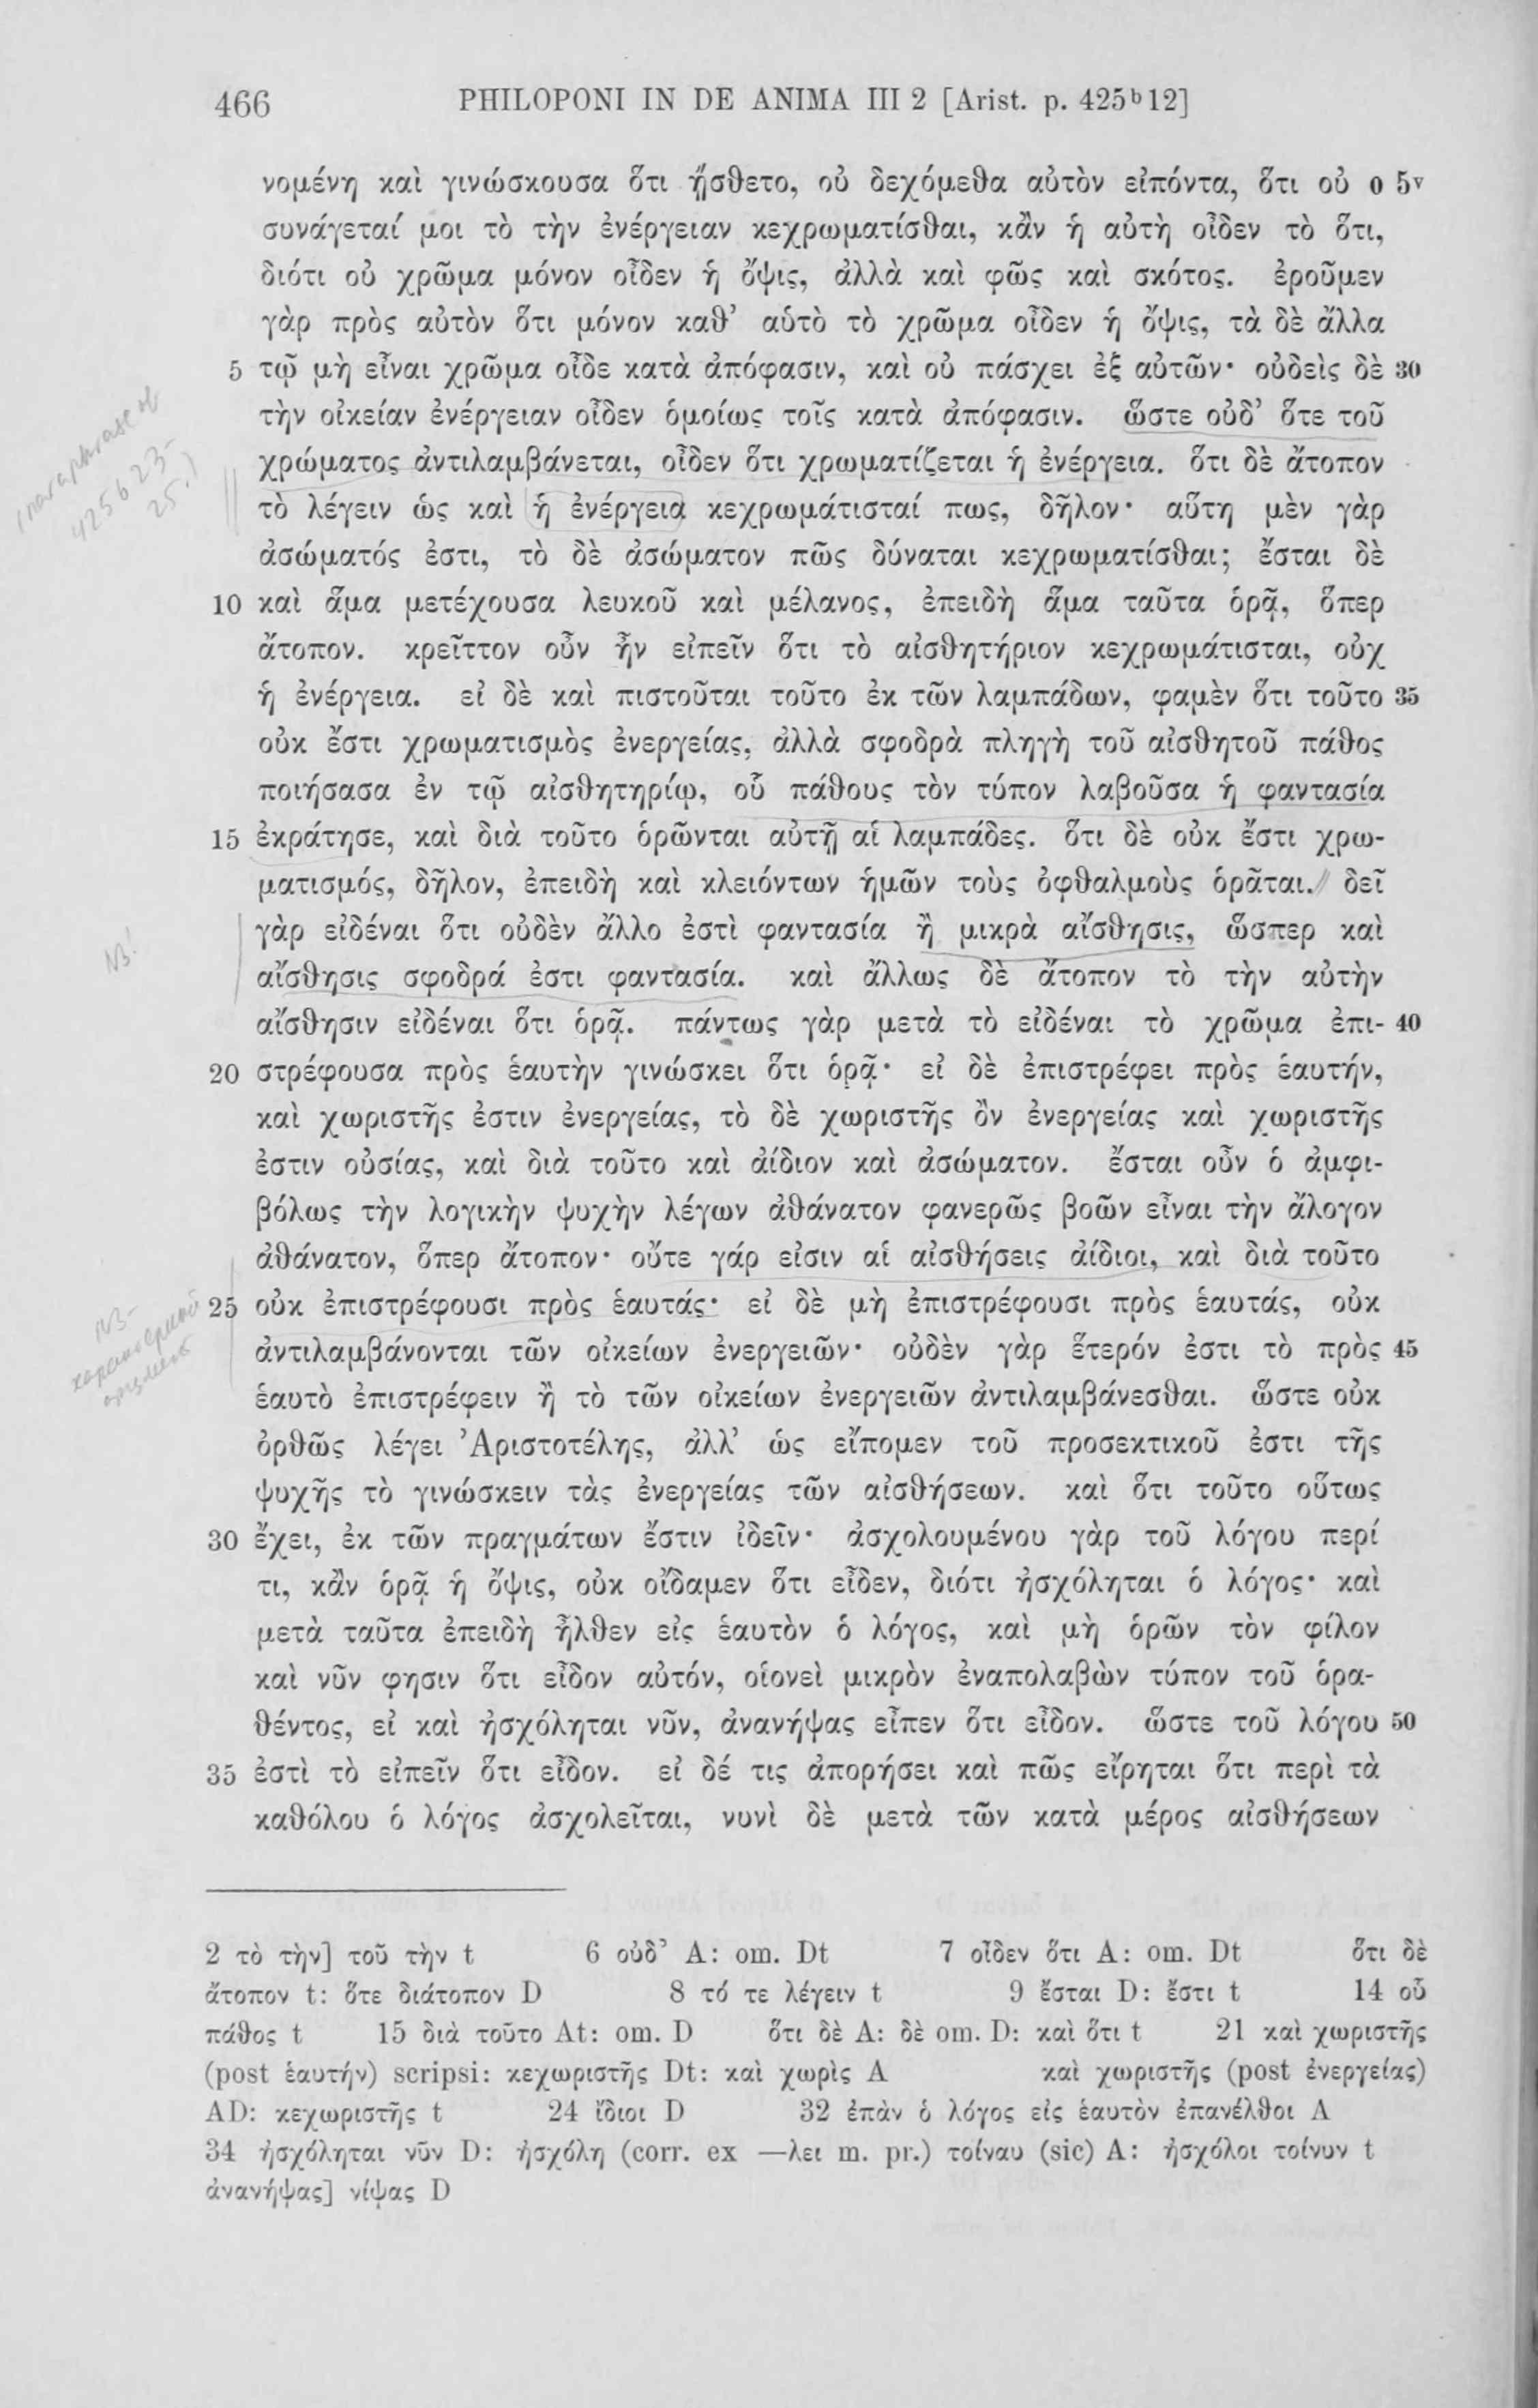 466 PHILOPONI IN DE ANIMA III 2 [Arist. p. 425ᵇ12]
νομένη καὶ γινώσκουσα ὅτι ᾔσθετο, οὐ δεχόμεθα αὐτὸν εἰπόντα, ὅτι οὐ ο 5ᵛ
συνάγεταί μοι τὸ τὴν ἐνέργειαν κεχρωματίσθαι, κἂν ἡ αὐτὴ οἶδεν τὸ ὅτι,
διότι οὐ χρῶμα μόνον οἶδεν ἡ ὄψις, ἀλλὰ καὶ φῶς καὶ σκότος. ἐροῦμεν
γὰρ πρὸς αὐτὸν ὅτι μόνον καθ’ αὑτὸ τὸ χρῶμα οἶδεν ἡ ὄψις, τὰ δὲ ἄλλα
5 τῷ μὴ εἶναι χρῶμα οἶδε κατὰ ἀπόφασιν, καὶ οὐ πάσχει ἐξ αὐτῶν· οὐδεὶς δὲ 30
τὴν οἰκείαν ἐνέργειαν οἶδεν ὁμοίως τοῖς κατὰ ἀπόφασιν. ὥστε οὐδ’ ὅτε τοῦ
(paraphrase of
425b23-
25.)
χρώματος ἀντιλαμβάνεται, οἶδεν ὅτι χρωματίζεται ἡ ἐνέργεια. ὅτι δὲ ἄτοπον
τὸ λέγειν ὡς καὶ ἡ ἐνέργεια κεχρωμάτισταί πως, δῆλον· αὕτη μὲν γὰρ
ἀσώματός ἐστι, τὸ δὲ ἀσώματον πῶς δύναται κεχρωματίσθαι; ἔσται δὲ
10 καὶ ἅμα μετέχουσα λευκοῦ καὶ μέλανος, ἐπειδὴ ἅμα ταῦτα ὁρᾷ, ὅπερ
ἄτοπον. κρεῖττον οὖν ἦν εἰπεῖν ὅτι τὸ αἰσθητήριον κεχρωμάτισται, οὐχ
ἡ ἐνέργεια. εἰ δὲ καὶ πιστοῦται τοῦτο ἐκ τῶν λαμπάδων, φαμὲν ὅτι τοῦτο 35
οὐκ ἔστι χρωματισμὸς ἐνεργείας, ἀλλὰ σφοδρὰ πληγὴ τοῦ αἰσθητοῦ πάθος
ποιήσασα ἐν τῷ αἰσθητηρίῳ, οὗ πάθους τὸν τύπον λαβοῦσα ἡ φαντασία
15 ἐκράτησε, καὶ διὰ τοῦτο ὁρῶνται αὐτῇ αἱ λαμπάδες. ὅτι δὲ οὐκ ἔστι χρω-
ματισμός, δῆλον, ἐπειδὴ καὶ κλειόντων ἡμῶν τοὺς ὀφθαλμοὺς ὁρᾶται. δεῖ
γὰρ εἰδέναι ὅτι οὐδὲν ἄλλο ἐστὶ φαντασία ἢ μικρὰ αἴσθησις, ὥσπερ καὶ
NB!
αἴσθησις σφοδρά ἐστι φαντασία. καὶ ἄλλως δὲ ἄτοπον τὸ τὴν αὐτὴν
αἴσθησιν εἰδέναι ὅτι ὁρᾷ. πάντως γὰρ μετὰ τὸ εἰδέναι τὸ χρῶμα ἐπι- 40
20 στρέφουσα πρὸς ἑαυτὴν γινώσκει ὅτι ὁρᾷ· εἰ δὲ ἐπιστρέφει πρὸς ἑαυτήν,
καὶ χωριστῆς ἐστιν ἐνεργείας, τὸ δὲ χωριστῆς ὂν ἐνεργείας καὶ χωριστῆς
ἐστιν οὐσίας, καὶ διὰ τοῦτο καὶ ἀίδιον καὶ ἀσώματον. ἔσται οὖν ὁ ἀμφι-
βόλως τὴν λογικὴν ψυχὴν λέγων ἀθάνατον φανερῶς βοῶν εἶναι τὴν ἄλογον
ἀθάνατον, ὅπερ ἄτοπον· οὔτε γάρ εἰσιν αἱ αἰσθήσεις ἀίδιοι, καὶ διὰ τοῦτο
25 οὐκ ἐπιστρέφουσι πρὸς ἑαυτάς· εἰ δὲ μὴ ἐπιστρέφουσι πρὸς ἑαυτάς, οὐκ
NB-
argument
ἀντιλαμβάνονται τῶν οἰκείων ἐνεργειῶν· οὐδὲν γὰρ ἕτερόν ἐστι τὸ πρὸς 45
ἑαυτὸ ἐπιστρέφειν ἢ τὸ τῶν οἰκείων ἐνεργειῶν ἀντιλαμβάνεσθαι. ὥστε οὐκ
ὀρθῶς λέγει Ἀριστοτέλης, ἀλλ’ ὡς εἴπομεν τοῦ προσεκτικοῦ ἐστι τῆς
ψυχῆς τὸ γινώσκειν τὰς ἐνεργείας τῶν αἰσθήσεων. καὶ ὅτι τοῦτο οὕτως
30 ἔχει, ἐκ τῶν πραγμάτων ἔστιν ἰδεῖν· ἀσχολουμένου γὰρ τοῦ λόγου περί
τι, κἂν ὁρᾷ ἡ ὄψις, οὐκ οἴδαμεν ὅτι εἶδεν, διότι ἠσχόληται ὁ λόγος· καὶ
μετὰ ταῦτα ἐπειδὴ ἦλθεν εἰς ἑαυτὸν ὁ λόγος, καὶ μὴ ὁρῶν τὸν φίλον
καὶ νῦν φησιν ὅτι εἶδον αὐτόν, οἱονεὶ μικρὸν ἐναπολαβὼν τύπον τοῦ ὁρα-
θέντος, εἰ καὶ ἠσχόληται νῦν, ἀνανήψας εἶπεν ὅτι εἶδον. ὥστε τοῦ λόγου 50
35 ἐστὶ τὸ εἰπεῖν ὅτι εἶδον. εἰ δέ τις ἀπορήσει καὶ πῶς εἴρηται ὅτι περὶ τὰ
καθόλου ὁ λόγος ἀσχολεῖται, νυνὶ δὲ μετὰ τῶν κατὰ μέρος αἰσθήσεων
2 τὸ τὴν] τοῦ τὴν t 6 οὐδ’ A: om. Dt 7 οἶδεν ὅτι A: om. Dt ὅτι δὲ
ἄτοπον t: ὅτε διάτοπον D 8 τό τε λέγειν t 9 ἔσται D: ἔστι t 14 οὗ
πάθος t 15 διὰ τοῦτο At: om. D ὅτι δὲ A: δὲ om. D: καὶ ὅτι t 21 καὶ χωριστῆς
(post ἑαυτήν) scripsi: κεχωριστῆς Dt: καὶ χωρὶς A καὶ χωριστῆς (post ἐνεργείας)
AD: κεχωριστῆς t 24 ἴδιοι D 32 ἐπὰν ὁ λόγος εἰς ἑαυτὸν ἐπανέλθοι A
34 ἠσχόληται νῦν D: ἠσχόλη (corr. ex —λει m. pr.) τοίναυ (sic) A: ἠσχόλοι τοίνυν t
ἀνανήψας] νίψας D